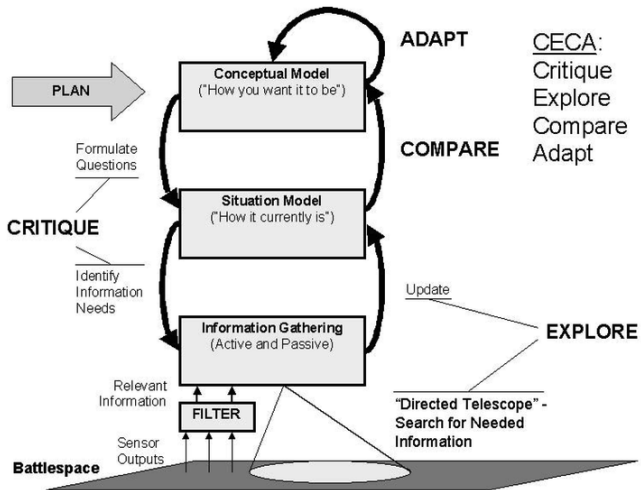 ADAPT
CECA:
Critique
Explore
Compare
Adapt
PLAN
Conceptual Model
("How you want it to be")
COMPARE
Formulate
Questions
Situation Model
("How it currently is")
CRITIQUE
Identify
Information
Needs
Update
Information Gathering
(Active and Passive)
EXPLORE
Relevant
Information
"Directed Telescope" -
Search for Needed
Information
FILTER
Sensor
Outputs
Battlespace